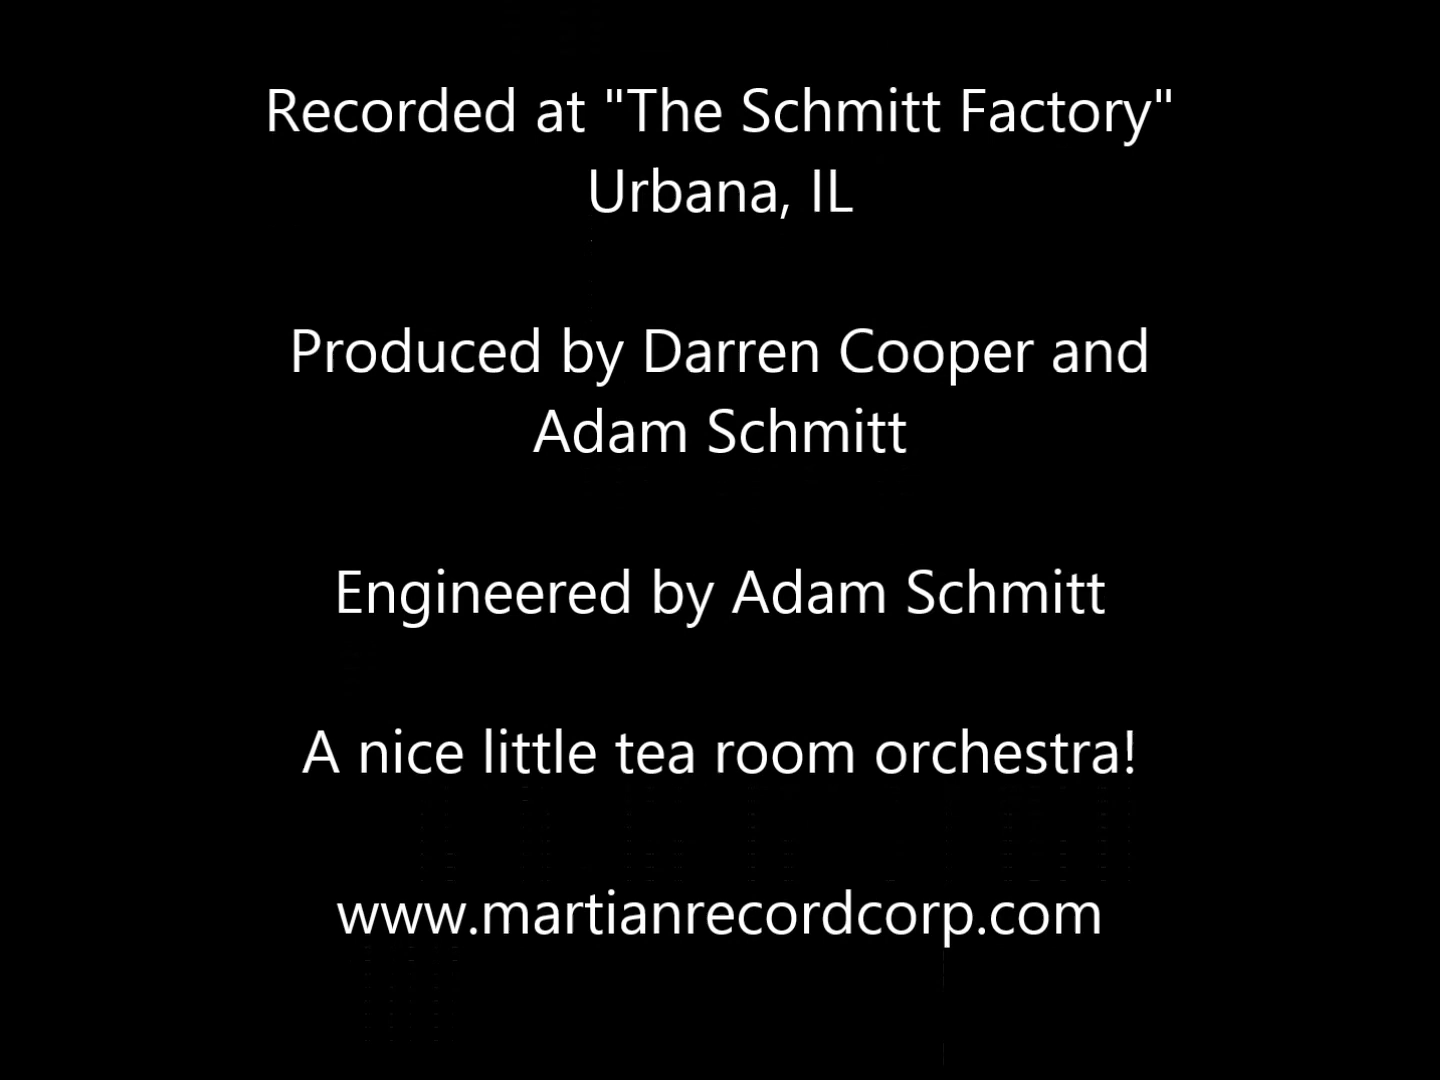 Recorded at "The Schmitt Factory"
Urbana, IL
Produced by Darren Cooper and
Adam Schmitt
Engineered by Adam Schmitt
A nice little tea room orchestra!
www.martianrecordcorp.com